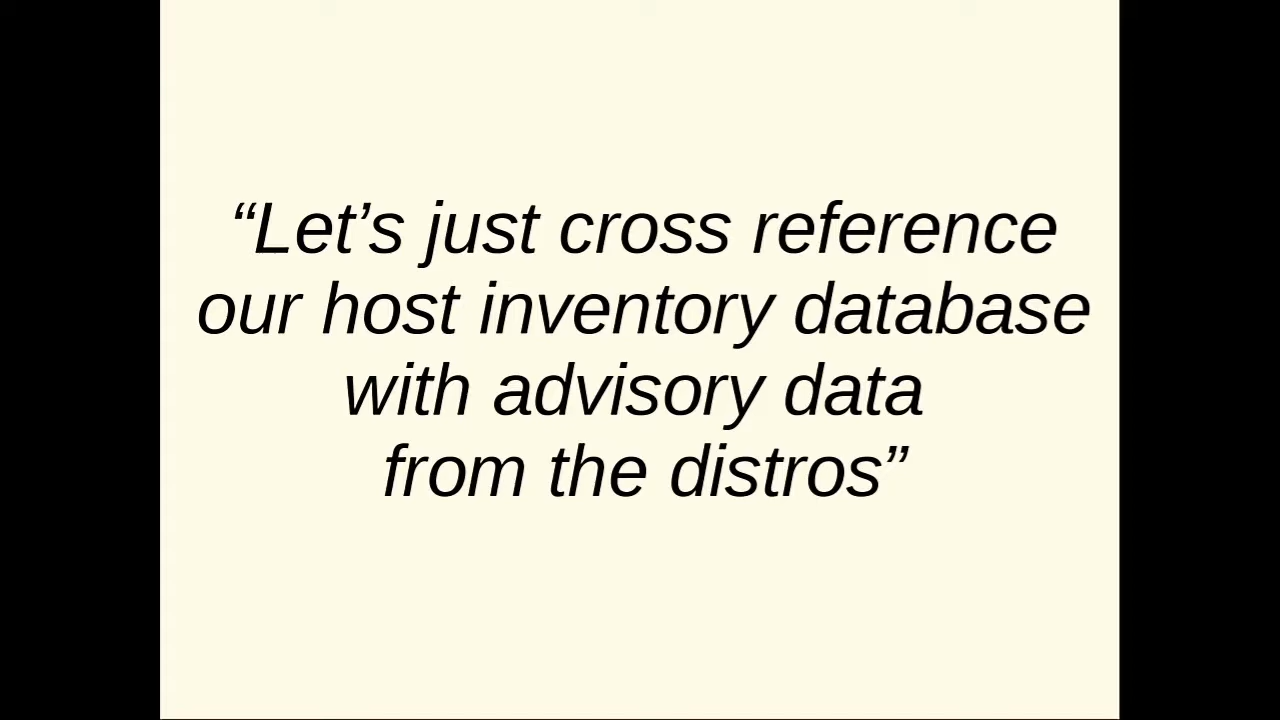 “Let’s just cross reference
our host inventory database
with advisory data
from the distros”